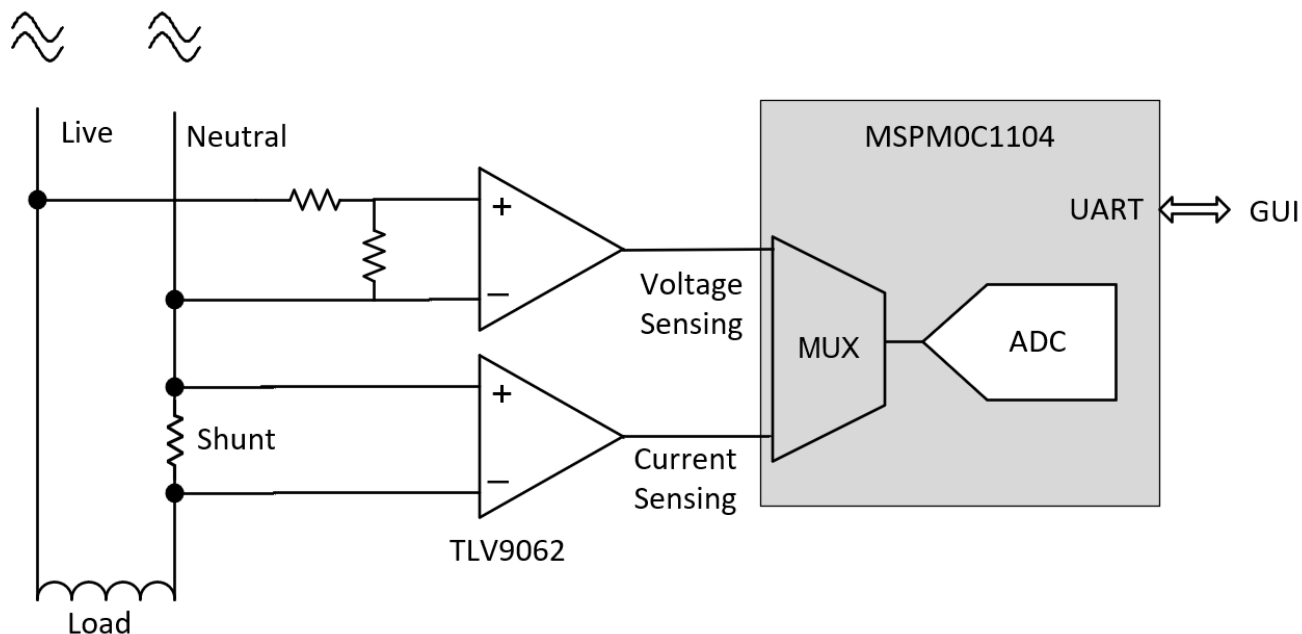 Live
Neutral
MSPM0C1104
UART
GUI
+
−
Voltage
Sensing
MUX
ADC
+
−
Shunt
Current
Sensing
TLV9062
Load